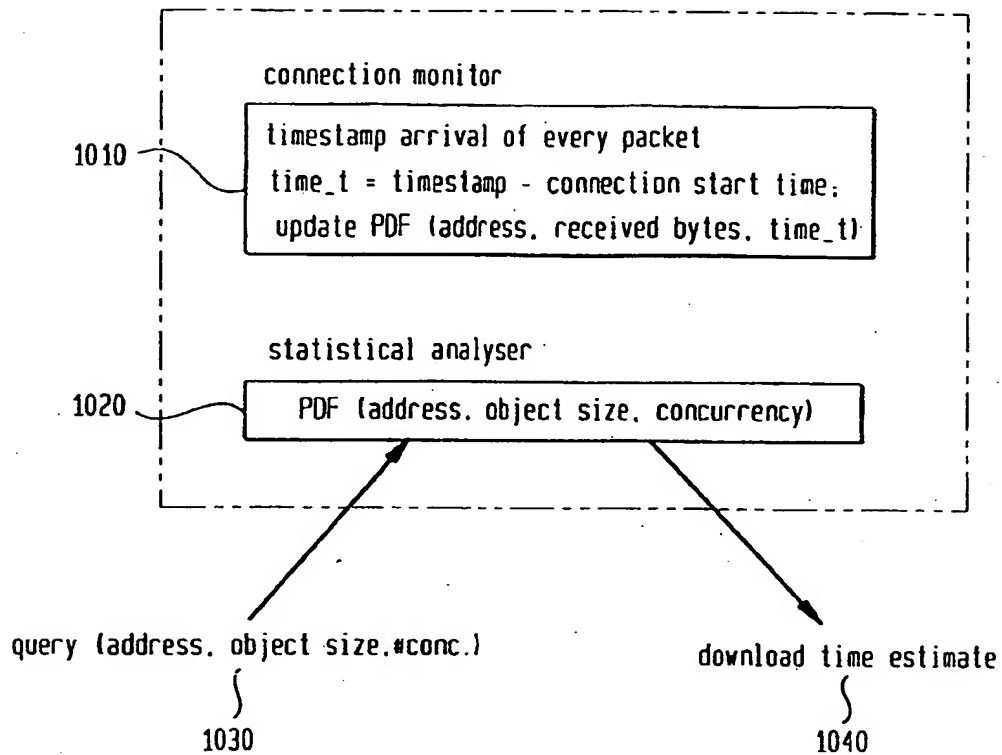 connection monitor
timestamp arrival of every packet
1010
time_t = timestamp - connection start time;
update PDF (address, received bytes, time_t)
statistical analyser
1020
PDF (address, object size, concurrency)
query (address, object size,#conc.)
download time estimate
1030
1040